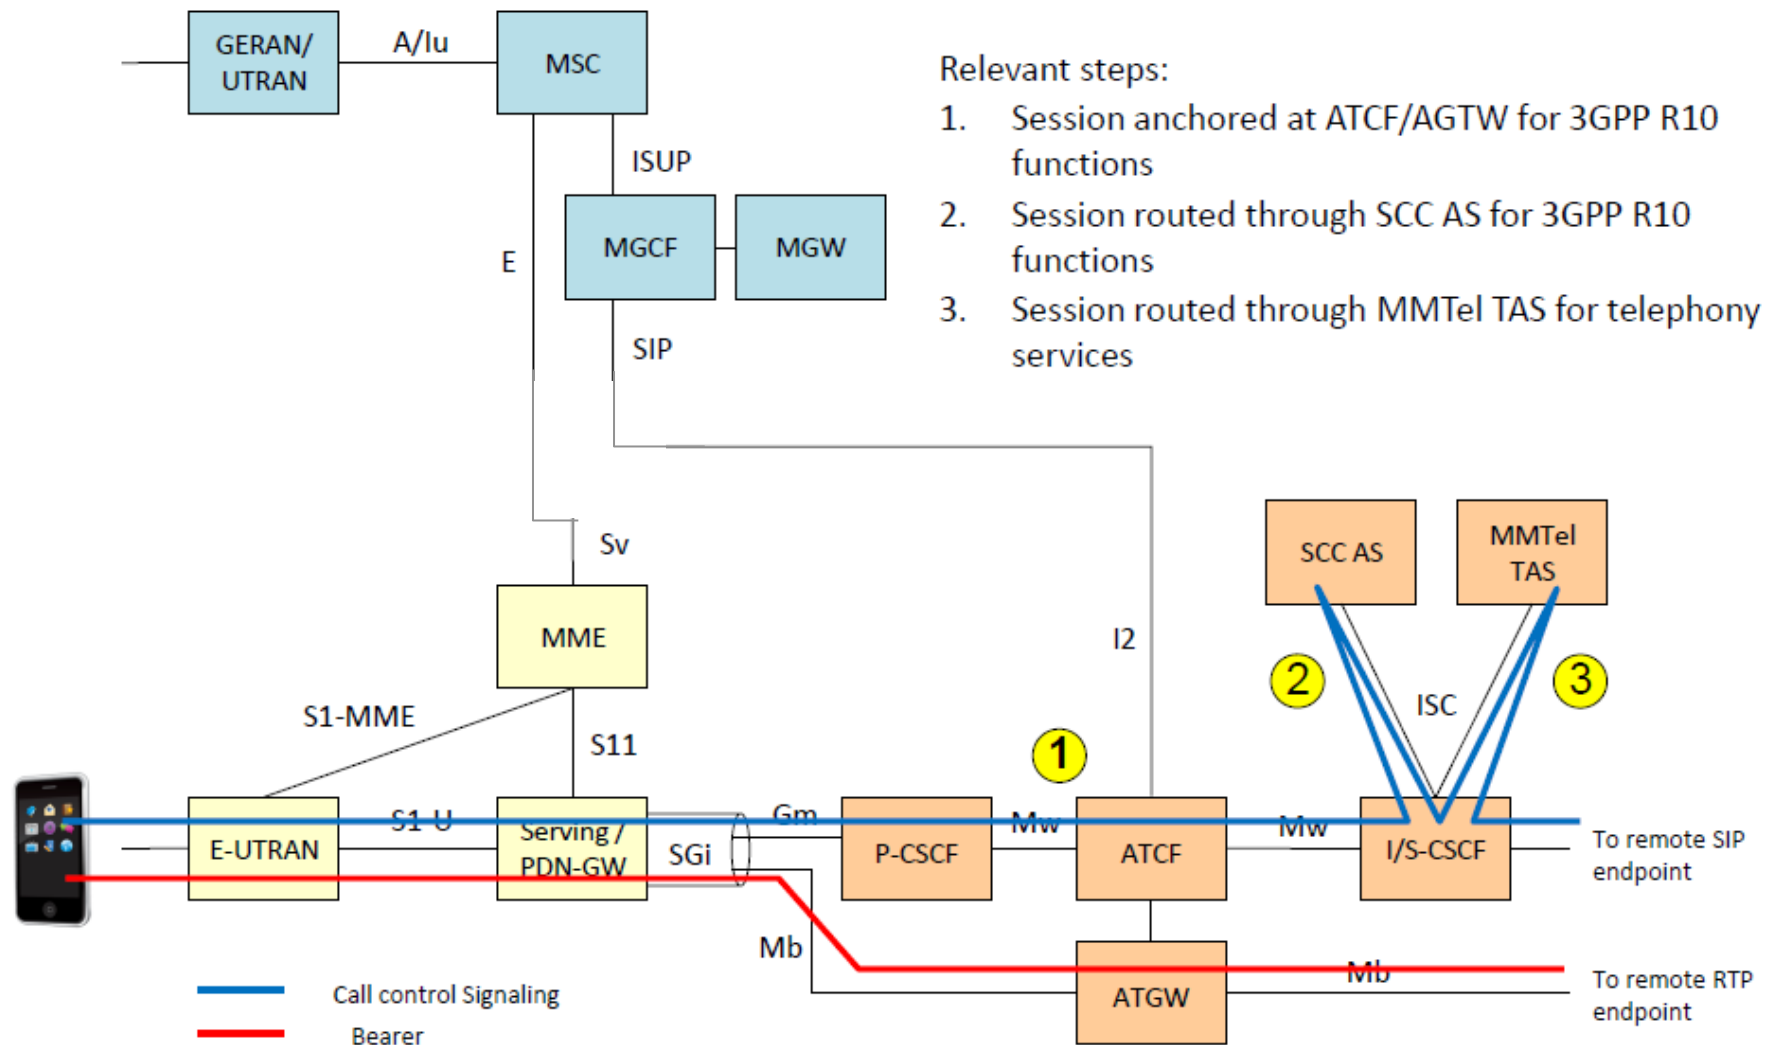 GERAN/
UTRAN
A/Iu
MSC
Relevant steps:
1. Session anchored at ATCF/AGTW for 3GPP R10
functions
2. Session routed through SCC AS for 3GPP R10
functions
3. Session routed through MMTel TAS for telephony
services
ISUP
MGCF
MGW
E
SIP
Sv
SCC AS
MMTel
TAS
MME
I2
2
3
ISC
S1-MME
S11
1
S1-U
Gm
Mw
Mw
E-UTRAN
Serving /
PDN-GW
SGi
P-CSCF
ATCF
I/S-CSCF
To remote SIP
endpoint
Mb
Mb
ATGW
To remote RTP
endpoint
Call control Signaling
Bearer